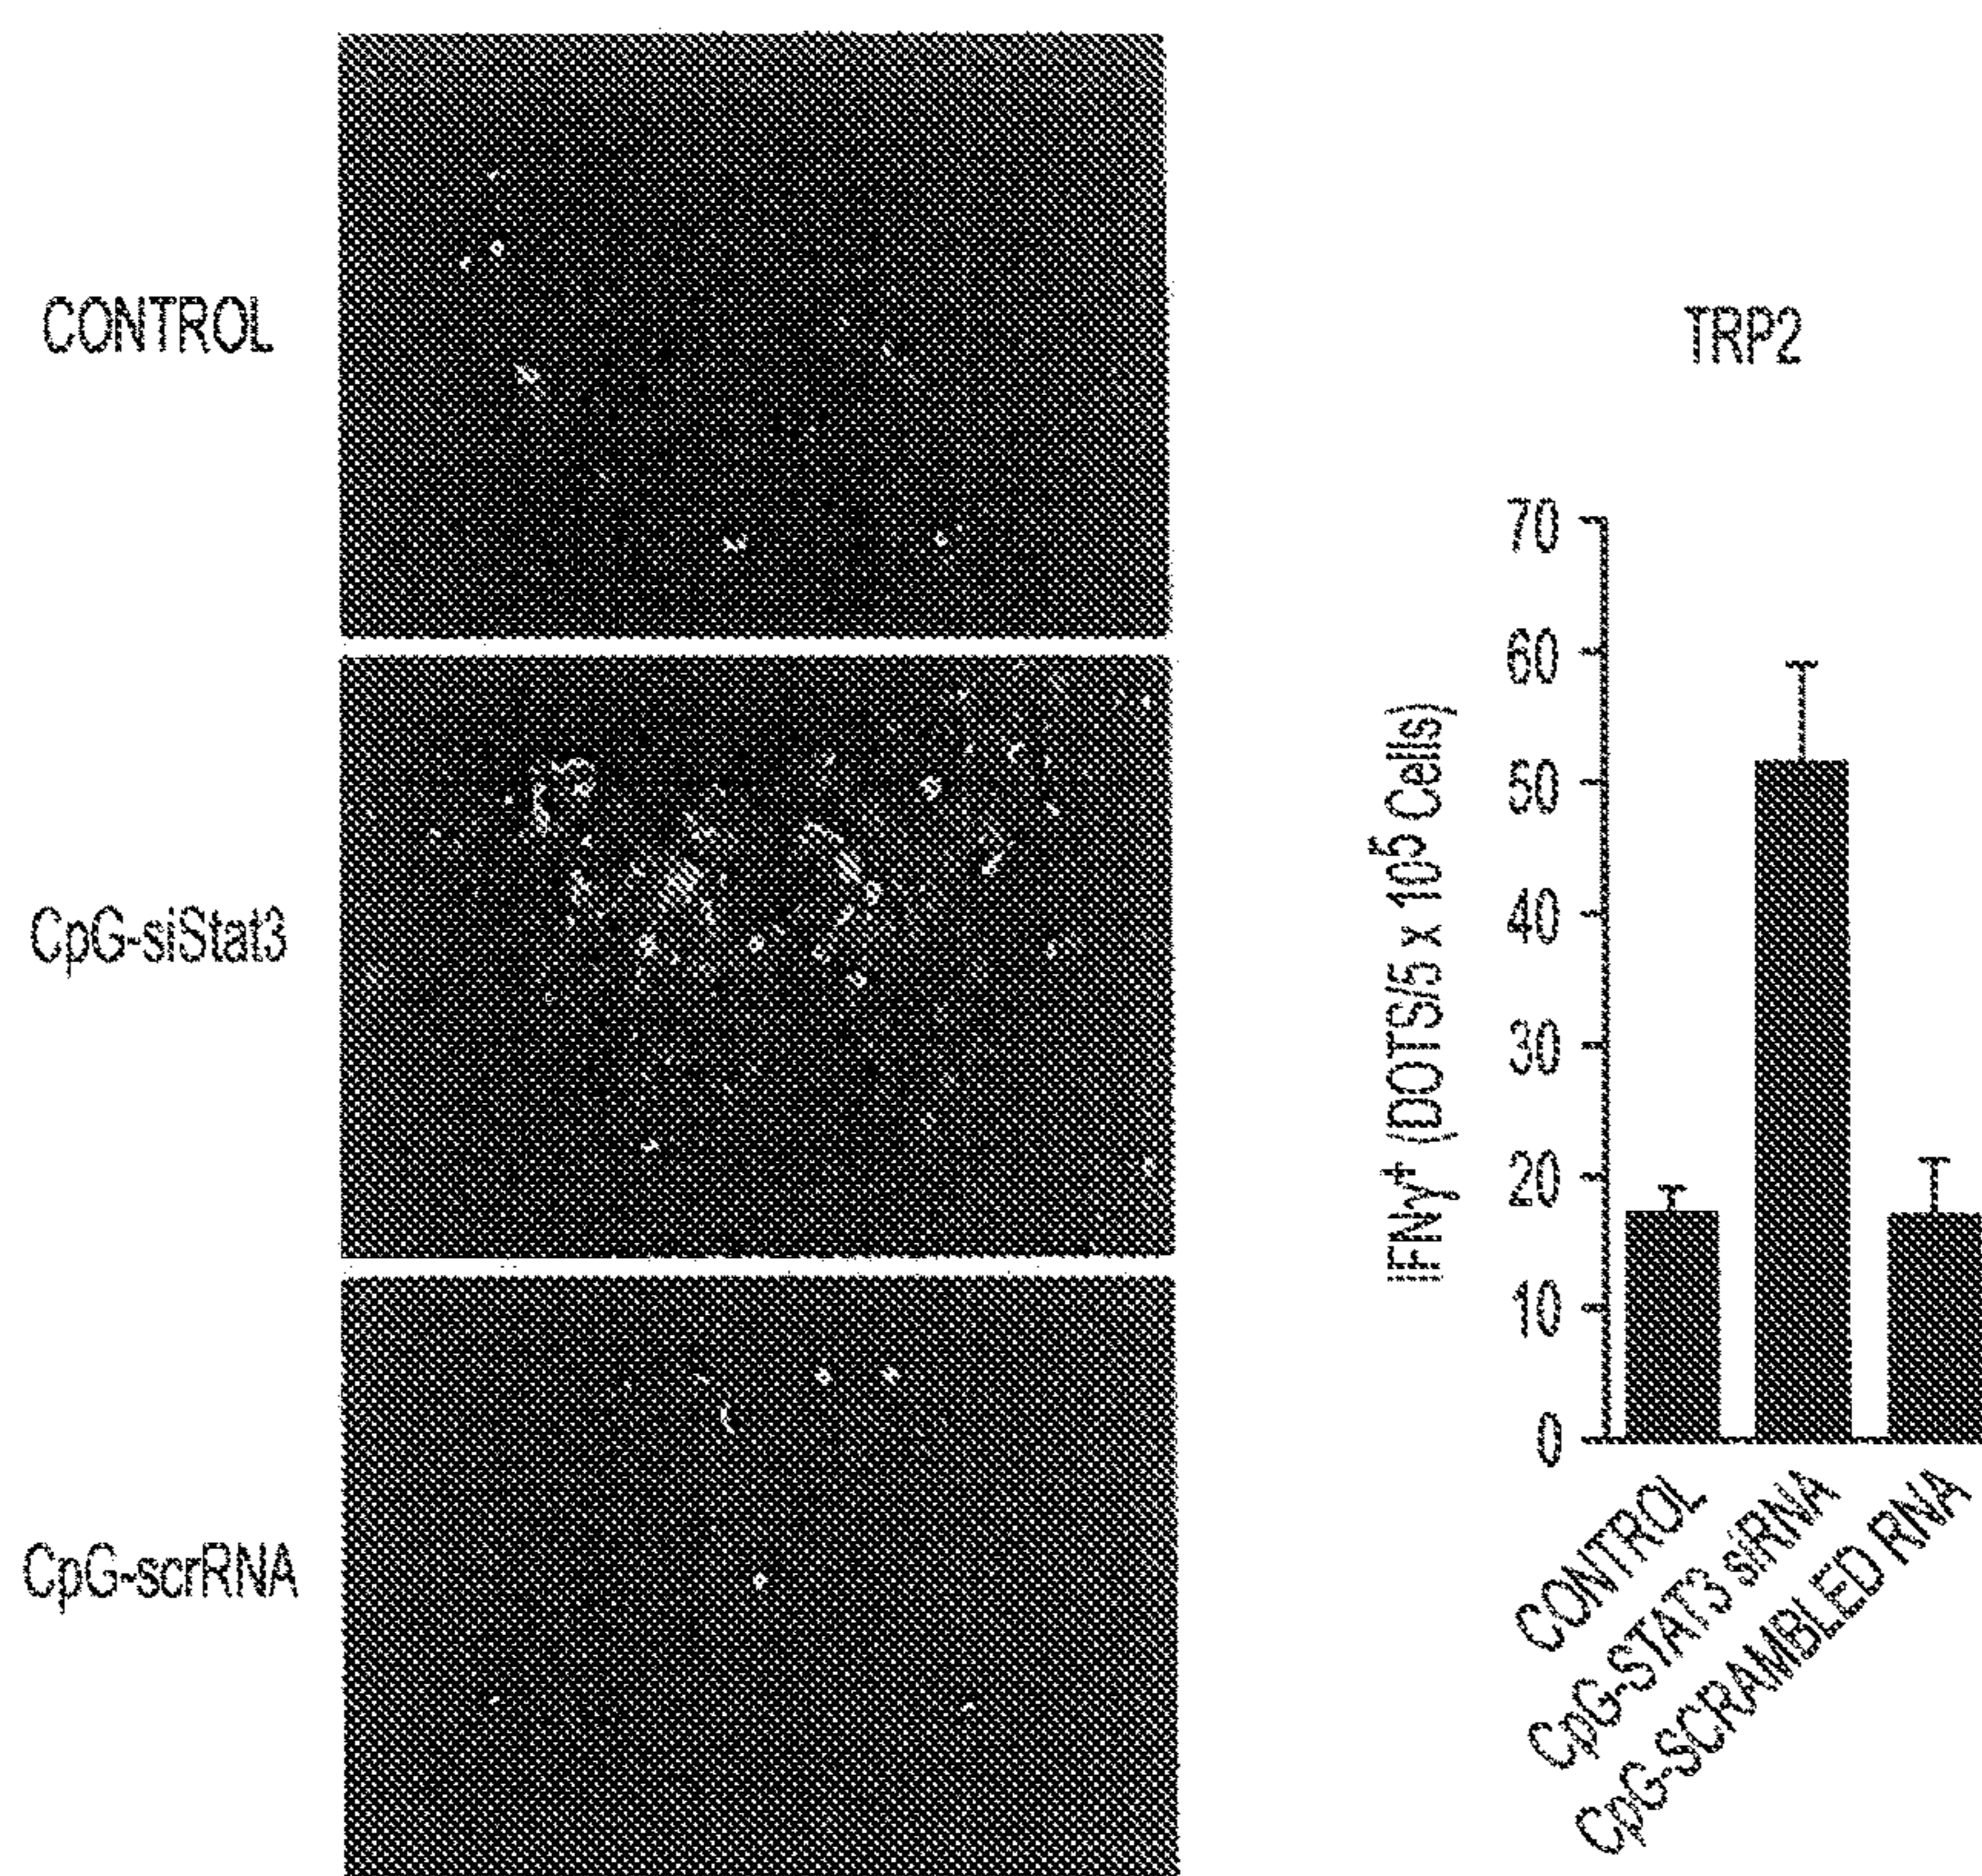 CONTROL
CpG-siStat3
CpG-scrRNA
TRP2
IFNγ+ (DOTS/5 x 10⁵ Cells)
70
60
50
40
30
20
10
0
CONTROL
CpG-STAT3 siRNA
CpG-SCRAMBLED RNA